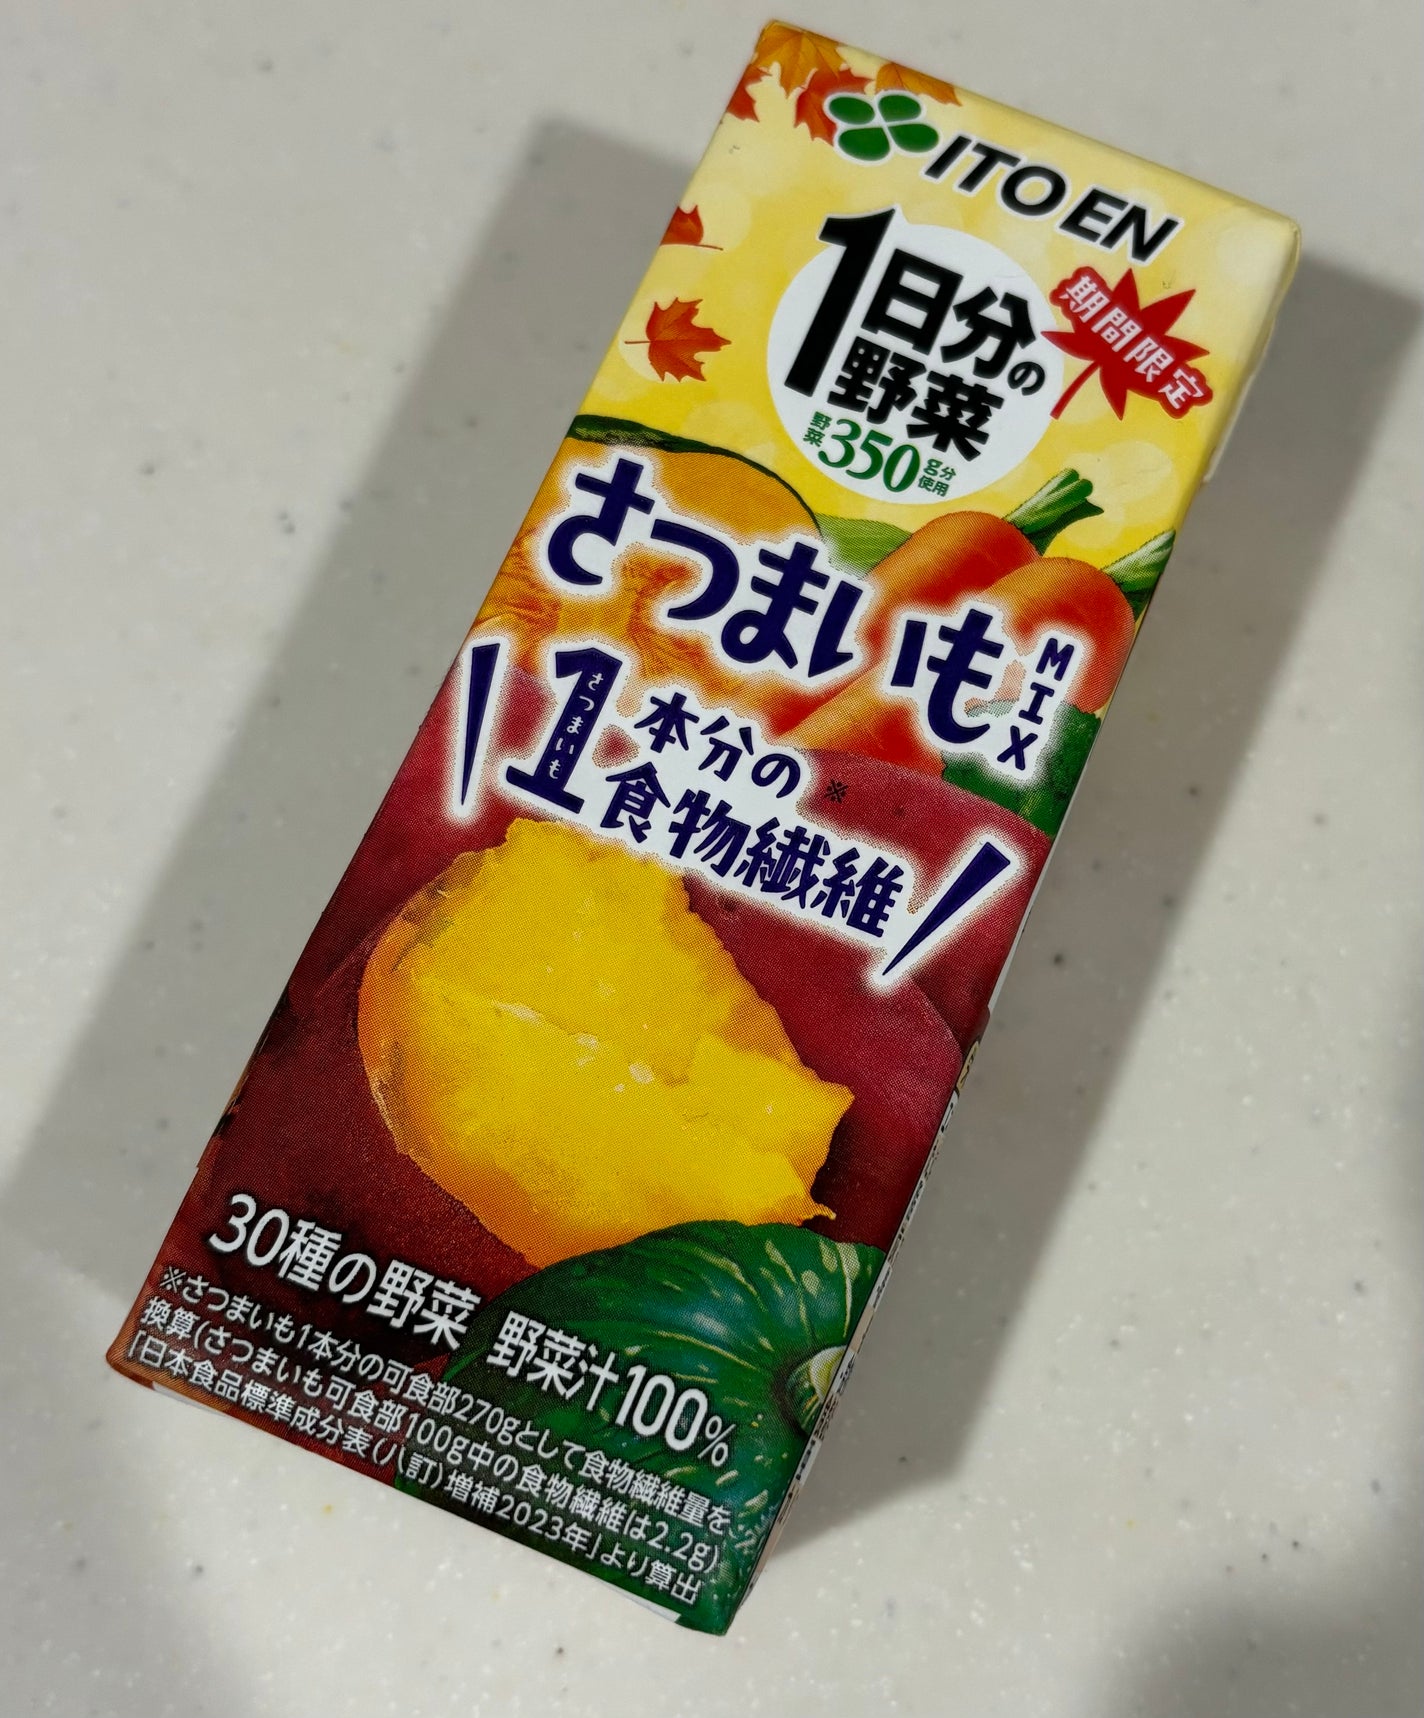 ITO EN
1日分の
野菜
野菜350g分使用
期間限定
さつまいも
MIX
さつまいも
1本分の※
食物繊維
30種の野菜 野菜汁100%
※さつまいも1本分の可食部270gとして食物繊維量を
換算(さつまいも可食部100g中の食物繊維は2.2g)
「日本食品標準成分表(八訂)増補2023年」より算出